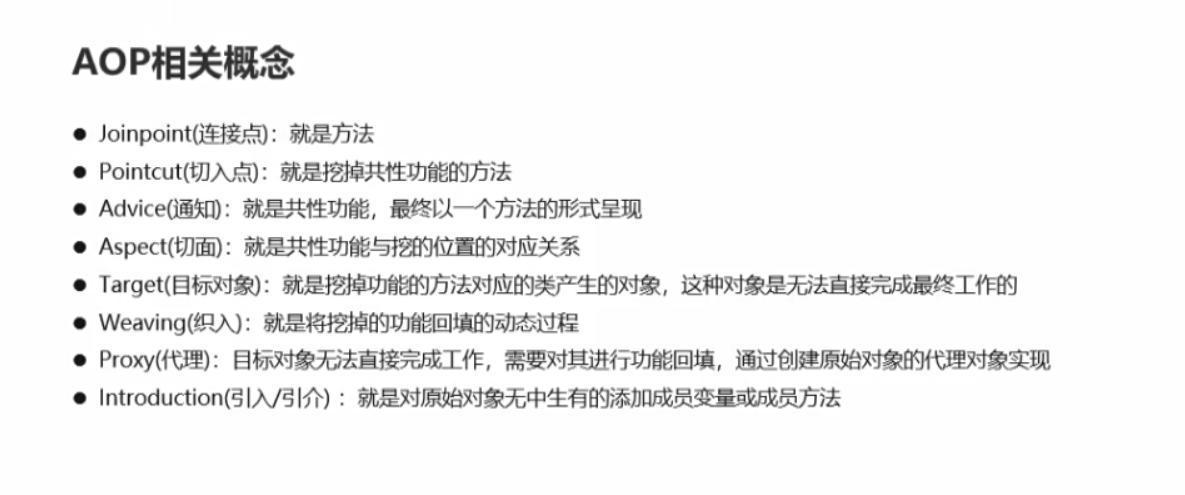 AOP相关概念
● Joinpoint(连接点)：就是方法
● Pointcut(切入点)：就是挖掉共性功能的方法
● Advice(通知)：就是共性功能，最终以一个方法的形式呈现
● Aspect(切面)：就是共性功能与挖的位置的对应关系
● Target(目标对象)：就是挖掉功能的方法对应的类产生的对象，这种对象是无法直接完成最终工作的
● Weaving(织入)：就是将挖掉的功能回填的动态过程
● Proxy(代理)：目标对象无法直接完成工作，需要对其进行功能回填，通过创建原始对象的代理对象实现
● Introduction(引入/引介) ：就是对原始对象无中生有的添加成员变量或成员方法